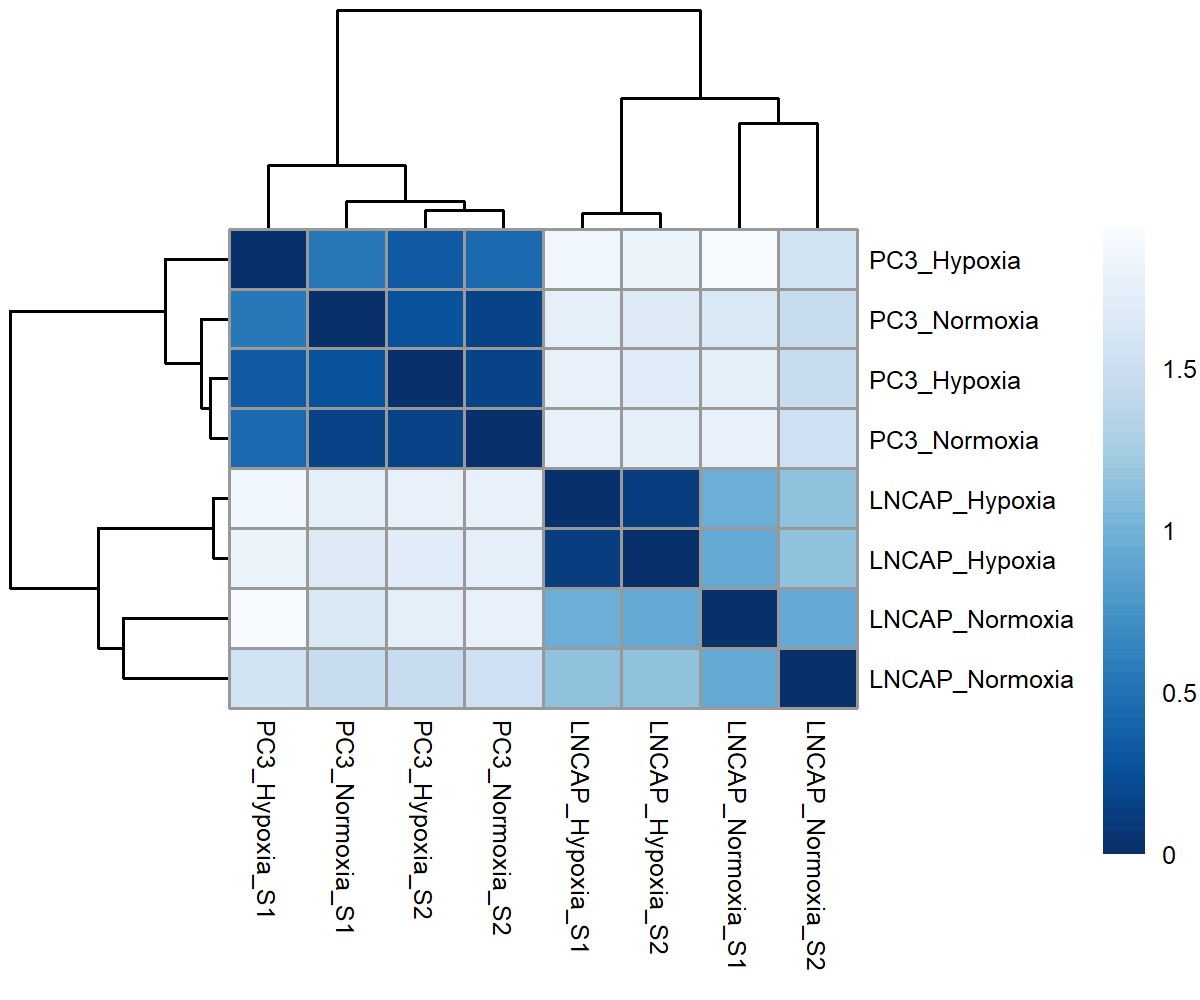 PC3_Hypoxia
PC3_Normoxia
PC3_Hypoxia
PC3_Normoxia
LNCAP_Hypoxia
LNCAP_Hypoxia
LNCAP_Normoxia
LNCAP_Normoxia
1.5
1
0.5
0
PC3_Hypoxia_S1
PC3_Normoxia_S1
PC3_Hypoxia_S2
PC3_Normoxia_S2
LNCAP_Hypoxia_S1
LNCAP_Hypoxia_S2
LNCAP_Normoxia_S1
LNCAP_Normoxia_S2